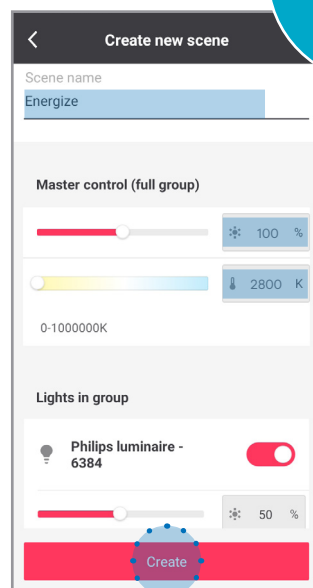 Create new scene
Scene name
Energize
Master control (full group)
100 %
2800 K
0-1000000K
Lights in group
Philips luminaire -
6384
50 %
Create